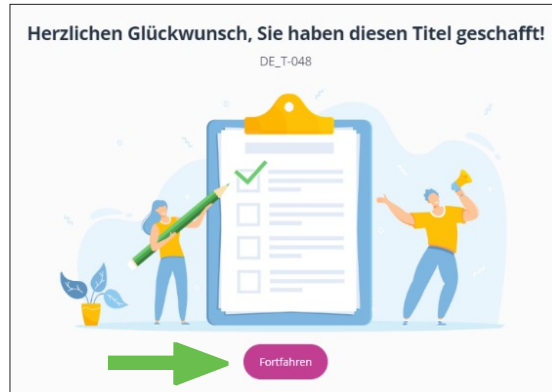 Herzlichen Glückwunsch, Sie haben diesen Titel geschafft!
DE_T-048
Fortfahren